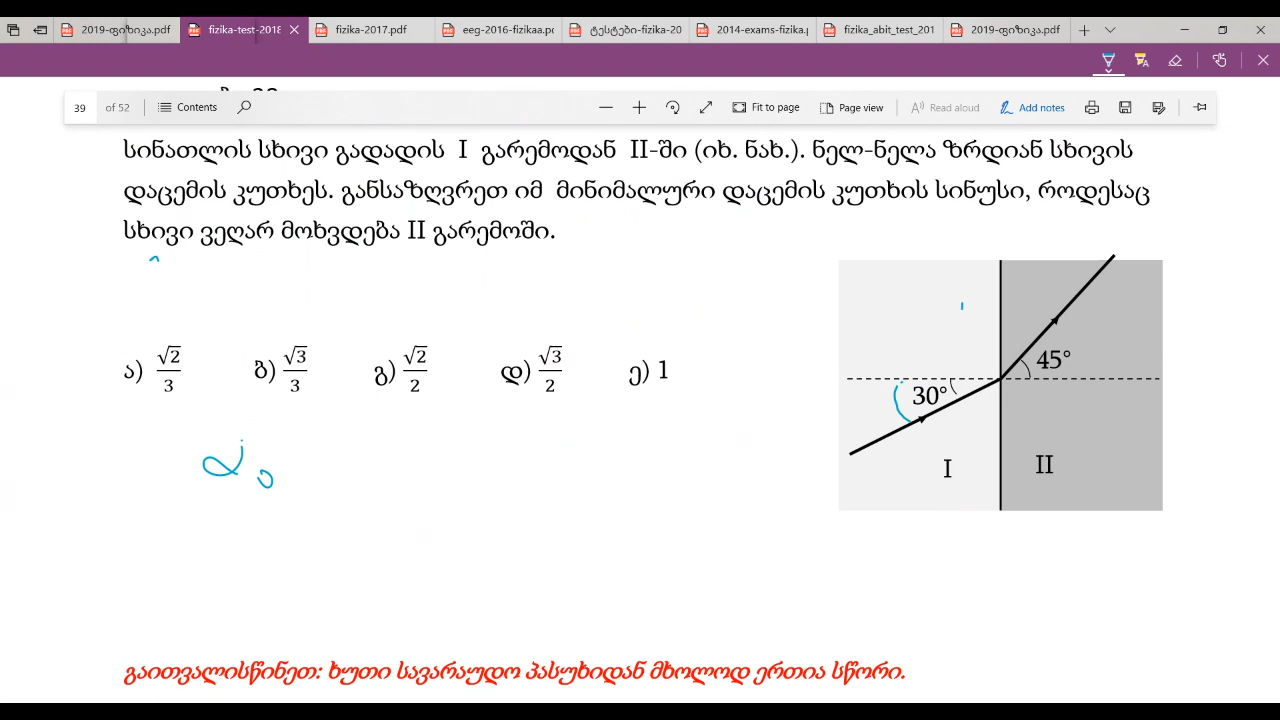 2019-ფიზიკა.pdf
fizika-test-2018
fizika-2017.pdf
eeg-2016-fizikaa.pd
ტესტები-fizika-20
2014-exams-fizika.p
fizika_abit_test_201
2019-ფიზიკა.pdf
39 of 52
Contents
Fit to page
Page view
Read aloud
Add notes
სინათლის სხივი გადადის I გარემოდან II-ში (იხ. ნახ.). ნელ-ნელა ზრდიან სხივის
დაცემის კუთხეს. განსაზღვრეთ იმ მინიმალური დაცემის კუთხის სინუსი, როდესაც
სხივი ვეღარ მოხვდება II გარემოში.
ა) √2/3 ბ) √3/3 გ) √2/2 დ) √3/2 ე) 1
45°
30°
I
II
α₀
გაითვალისწინეთ: ხუთი სავარაუდო პასუხიდან მხოლოდ ერთია სწორი.